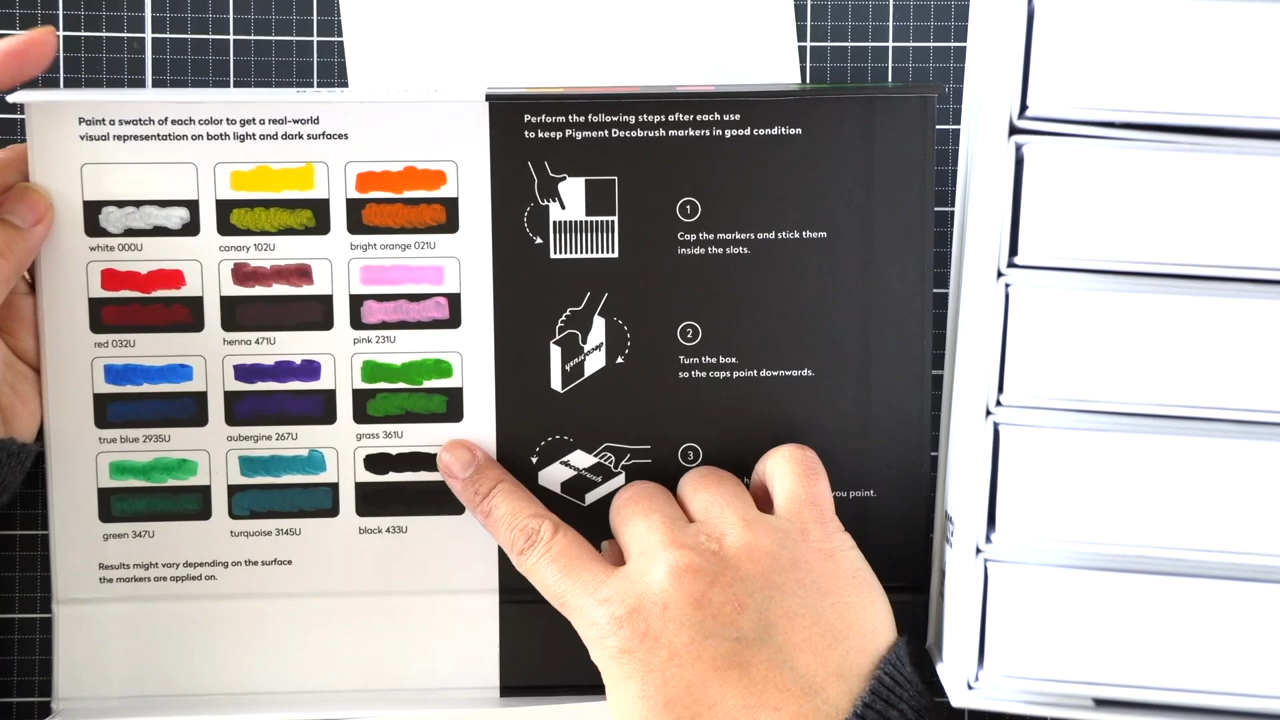 Paint a swatch of each color to get a real-world
visual representation on both light and dark surfaces
white 000U
canary 102U
bright orange 021U
red 032U
henna 471U
pink 231U
true blue 2935U
aubergine 267U
grass 361U
green 347U
turquoise 3145U
black 433U
Results might vary depending on the surface
the markers are applied on.
Perform the following steps after each use
to keep Pigment Decobrush markers in good condition
1
Cap the markers and stick them
inside the slots.
decobrush
2
Turn the box,
so the caps point downwards.
decobrush
3
you paint.